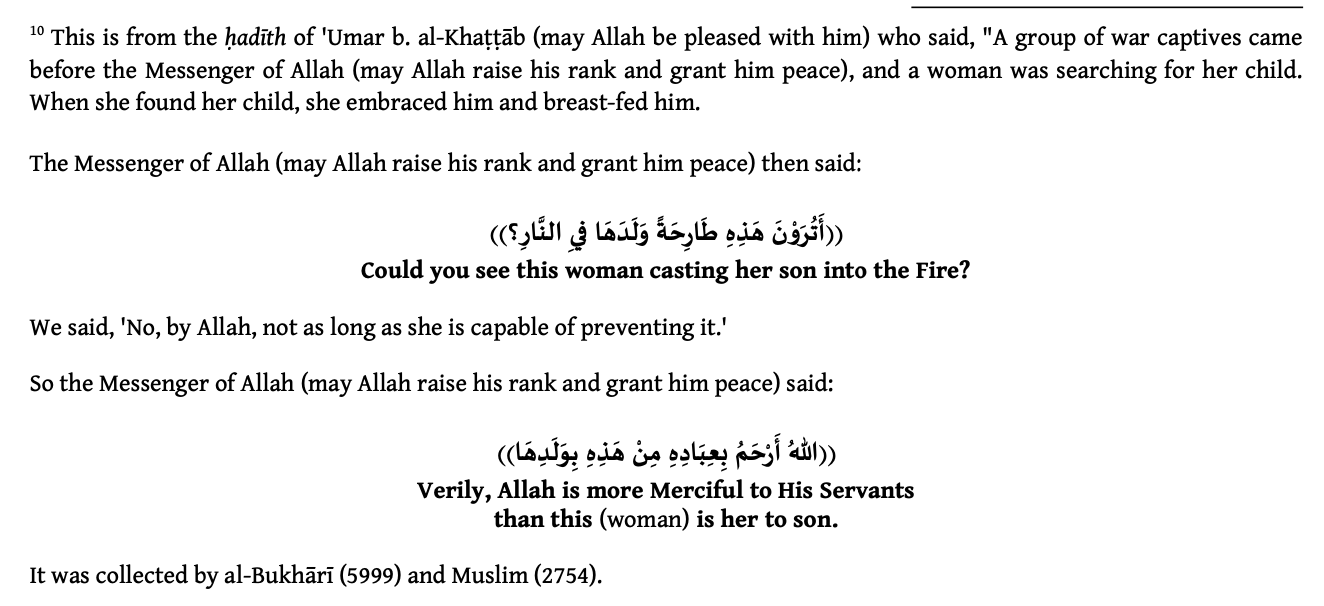 10 This is from the ḥadīth of 'Umar b. al-Khaṭṭāb (may Allah be pleased with him) who said, "A group of war captives came
before the Messenger of Allah (may Allah raise his rank and grant him peace), and a woman was searching for her child.
When she found her child, she embraced him and breast-fed him.
The Messenger of Allah (may Allah raise his rank and grant him peace) then said:
((أَتُرَوْنَ هَذِهِ طَارِحَةً وَلَدَهَا فِي النَّارِ؟))
Could you see this woman casting her son into the Fire?
We said, 'No, by Allah, not as long as she is capable of preventing it.'
So the Messenger of Allah (may Allah raise his rank and grant him peace) said:
((اللهُ أَرْحَمُ بِعِبَادِهِ مِنْ هَذِهِ بِوَلَدِهَا))
Verily, Allah is more Merciful to His Servants
than this (woman) is her to son.
It was collected by al-Bukhārī (5999) and Muslim (2754).